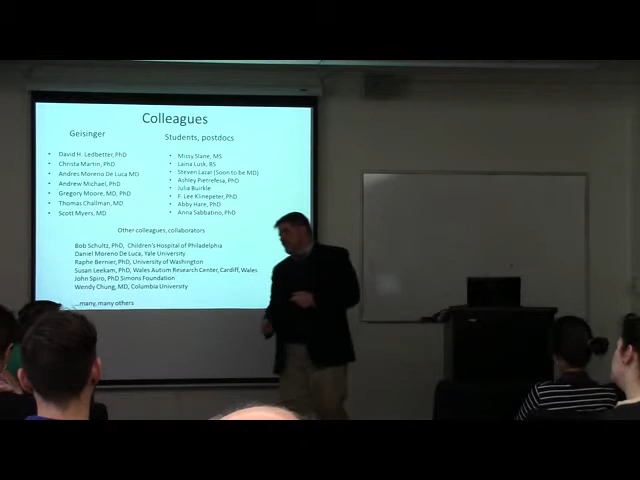 Colleagues
Geisinger
• David H. Ledbetter, PhD
• Christa Martin, PhD
• Andres Moreno De Luca MD
• Andrew Michael, PhD
• Gregory Moore, MD, PhD
• Thomas Challman, MD
• Scott Myers, MD
Students, postdocs
• Missy Slane, MS
• Laina Lusk, BS
• Steven Lazar (Soon to be MD)
• Ashley Pietrefesa, PhD
• Julia Buirkle
• F. Lee Klinepeter, PhD
• Abby Hare, PhD
• Anna Sabbatino, PhD
Other colleagues, collaborators
Bob Schultz, PhD, Children's Hospital of Philadelphia
Daniel Moreno De Luca, Yale University
Raphe Bernier, PhD, University of Washington
Susan Leekam, PhD, Wales Autism Research Center, Cardiff, Wales
John Spiro, PhD Simons Foundation
Wendy Chung, MD, Columbia University
...many, many others